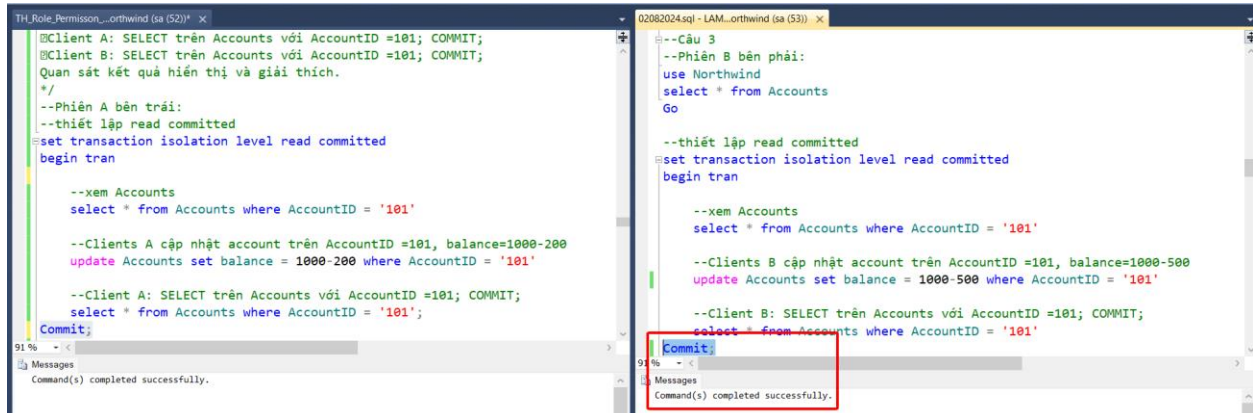 TH_Role_Permisson_...orthwind (sa (52))*
Client A: SELECT trên Accounts với AccountID =101; COMMIT;
Client B: SELECT trên Accounts với AccountID =101; COMMIT;
Quan sát kết quả hiển thị và giải thích.
*/
--Phiên A bên trái:
--thiết lập read committed
set transaction isolation level read committed
begin tran
--xem Accounts
select * from Accounts where AccountID = '101'
--Clients A cập nhật account trên AccountID =101, balance=1000-200
update Accounts set balance = 1000-200 where AccountID = '101'
--Client A: SELECT trên Accounts với AccountID =101; COMMIT;
select * from Accounts where AccountID = '101';
Commit;
91 %
Messages
Command(s) completed successfully.
02082024.sql - LAM...orthwind (sa (53))
--Câu 3
--Phiên B bên phải:
use Northwind
select * from Accounts
Go
--thiết lập read committed
set transaction isolation level read committed
begin tran
--xem Accounts
select * from Accounts where AccountID = '101'
--Clients B cập nhật account trên AccountID =101, balance=1000-500
update Accounts set balance = 1000-500 where AccountID = '101'
--Client B: SELECT trên Accounts với AccountID =101; COMMIT;
select * from Accounts where AccountID = '101'
Commit;
91 %
Messages
Command(s) completed successfully.